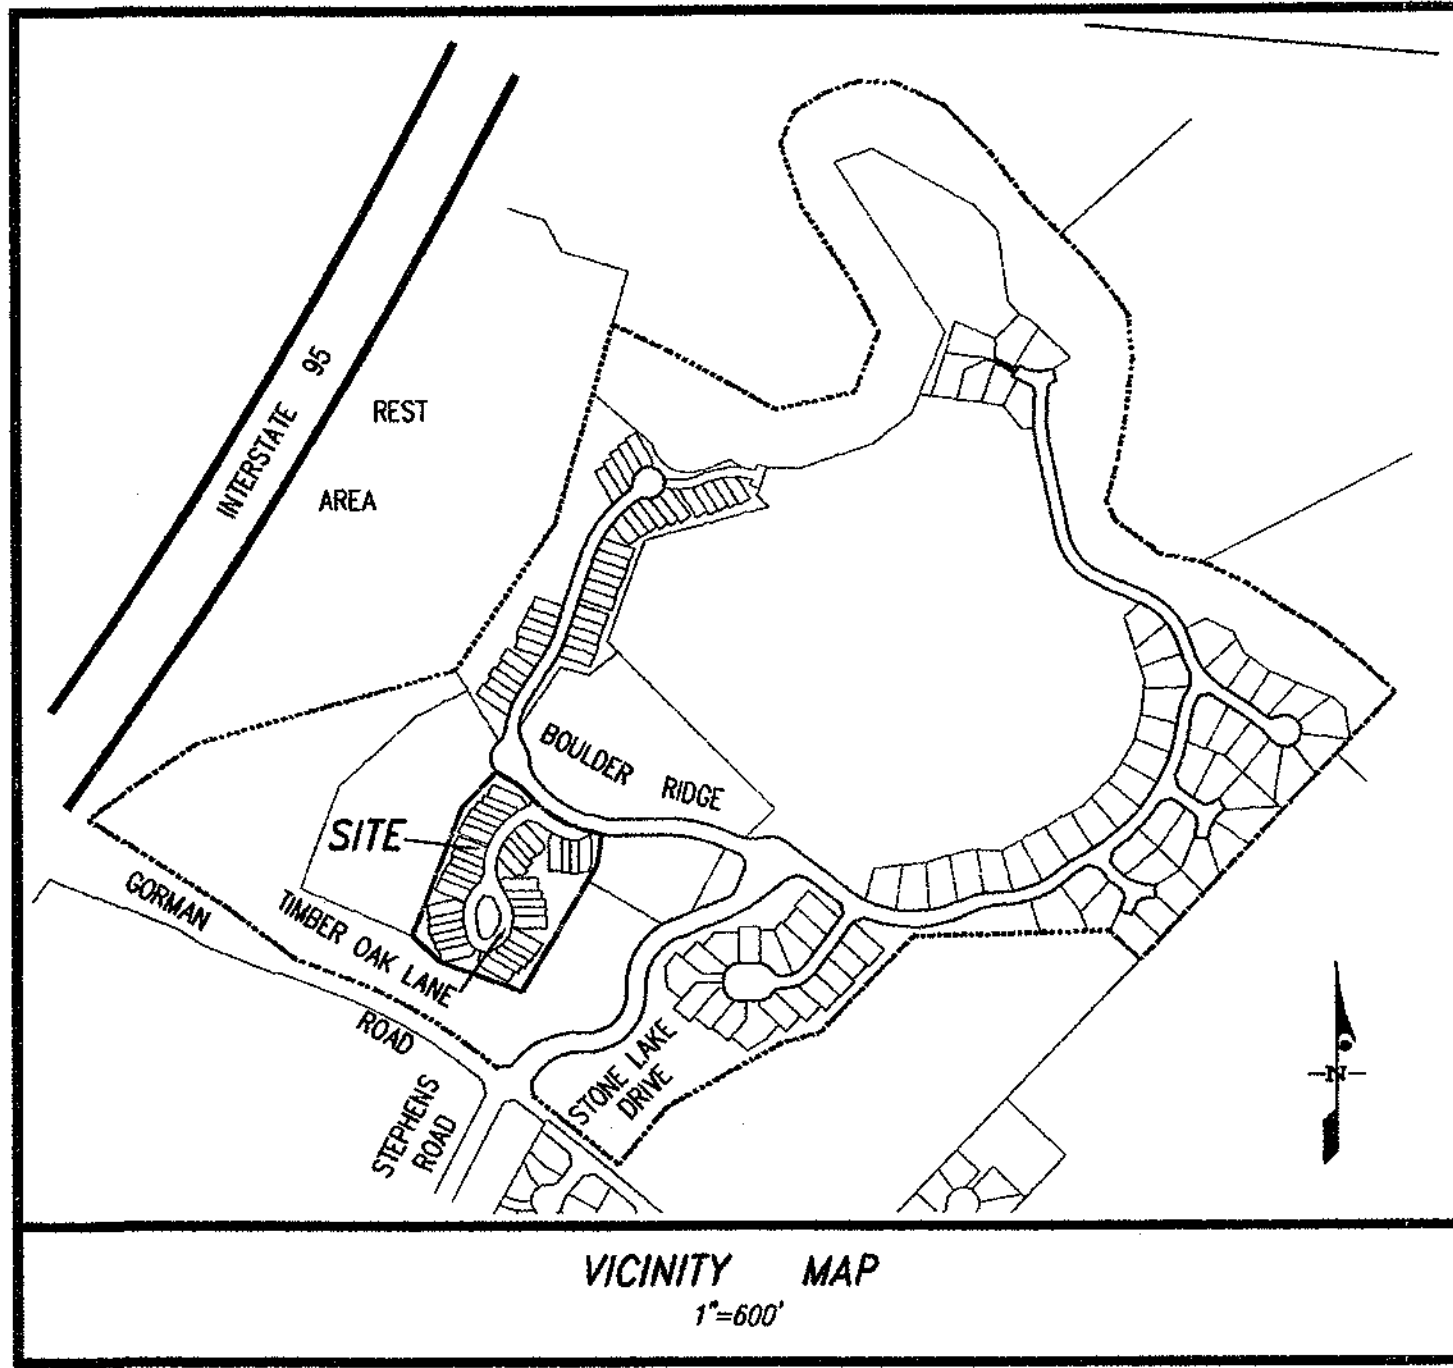 INTERSTATE 95
REST
AREA
BOULDER RIDGE
SITE
TIMBER OAK LANE
GORMAN
ROAD
STEPHENS
ROAD
STONE LAKE
DRIVE
N
VICINITY MAP
1"=600'